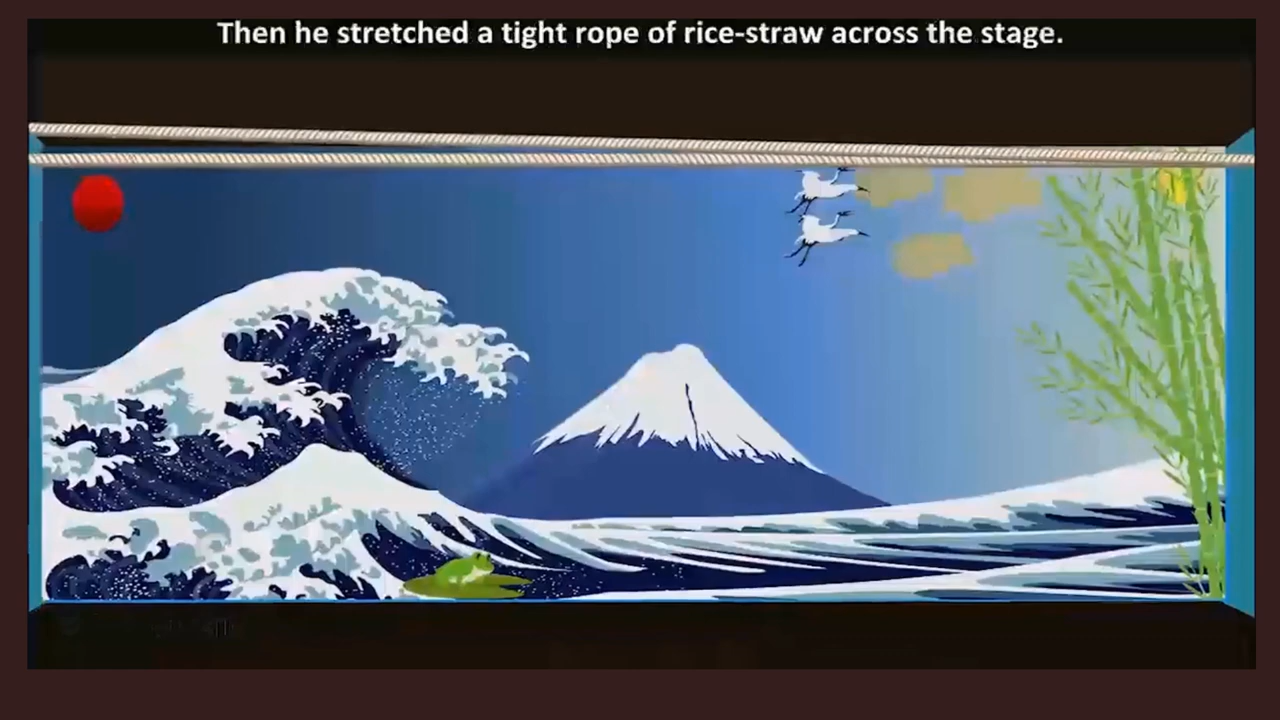 Then he stretched a tight rope of rice-straw across the stage.